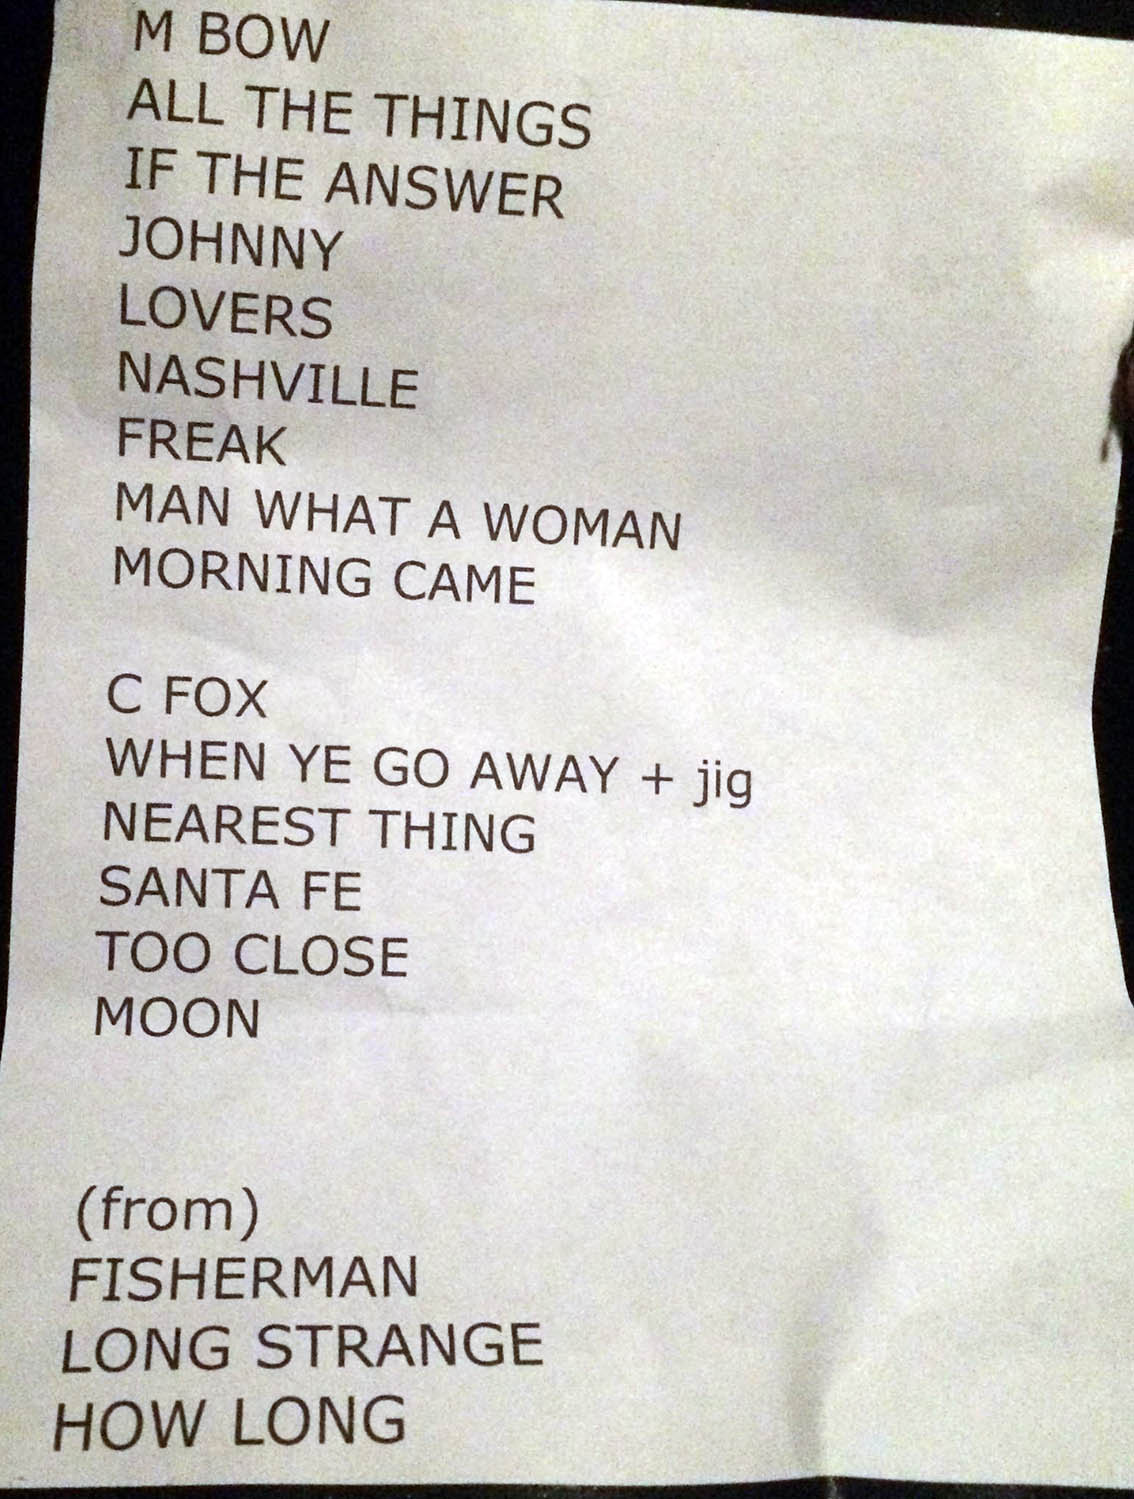 M BOW
ALL THE THINGS
IF THE ANSWER
JOHNNY
LOVERS
NASHVILLE
FREAK
MAN WHAT A WOMAN
MORNING CAME
C FOX
WHEN YE GO AWAY + jig
NEAREST THING
SANTA FE
TOO CLOSE
MOON
(from)
FISHERMAN
LONG STRANGE
HOW LONG